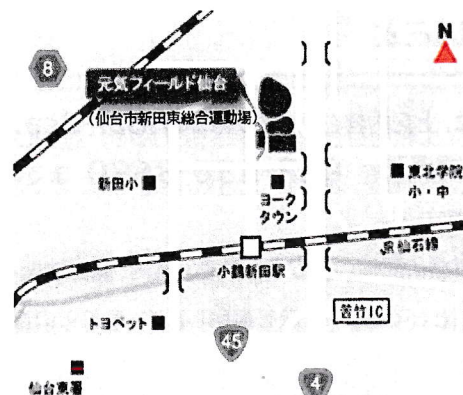 N
8
元気フィールド仙台
(仙台市新田東総合運動場)
新田小
ヨーク
タウン
東北学院
小・中
JR仙石線
小鶴新田駅
トヨペット
苦竹IC
45
仙台東署
4